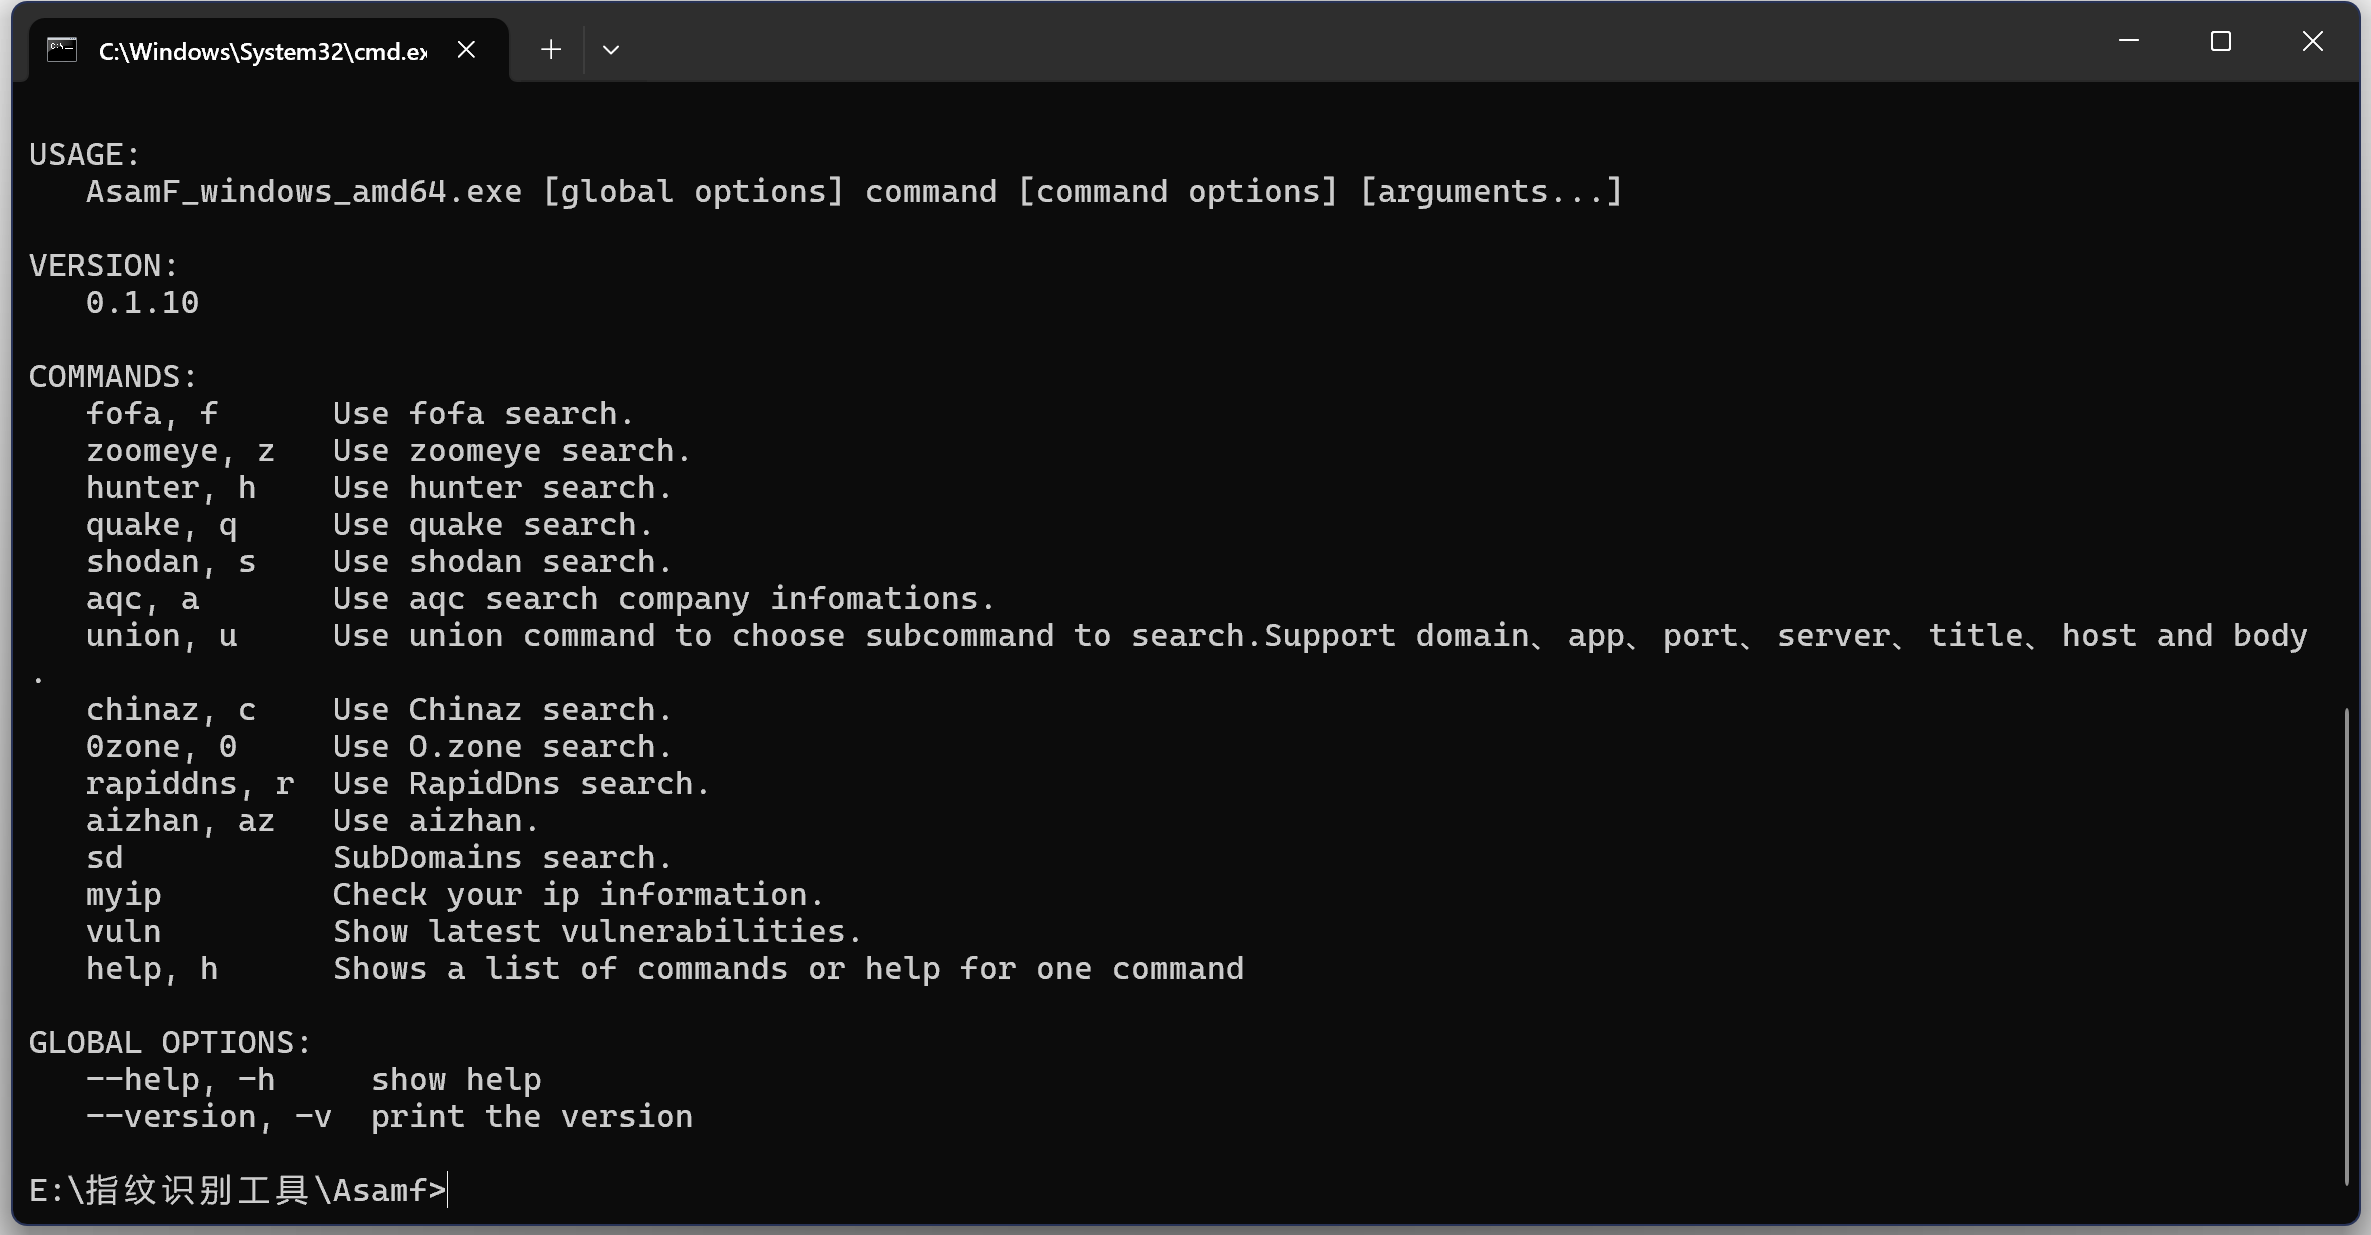 C:\Windows\System32\cmd.ex
USAGE:
AsamF_windows_amd64.exe [global options] command [command options] [arguments...]
VERSION:
0.1.10
COMMANDS:
fofa, f Use fofa search.
zoomeye, z Use zoomeye search.
hunter, h Use hunter search.
quake, q Use quake search.
shodan, s Use shodan search.
aqc, a Use aqc search company infomations.
union, u Use union command to choose subcommand to search.Support domain、app、port、server、title、host and body
.
chinaz, c Use Chinaz search.
0zone, 0 Use O.zone search.
rapiddns, r Use RapidDns search.
aizhan, az Use aizhan.
sd SubDomains search.
myip Check your ip information.
vuln Show latest vulnerabilities.
help, h Shows a list of commands or help for one command
GLOBAL OPTIONS:
--help, -h show help
--version, -v print the version
E:\指纹识别工具\Asamf>